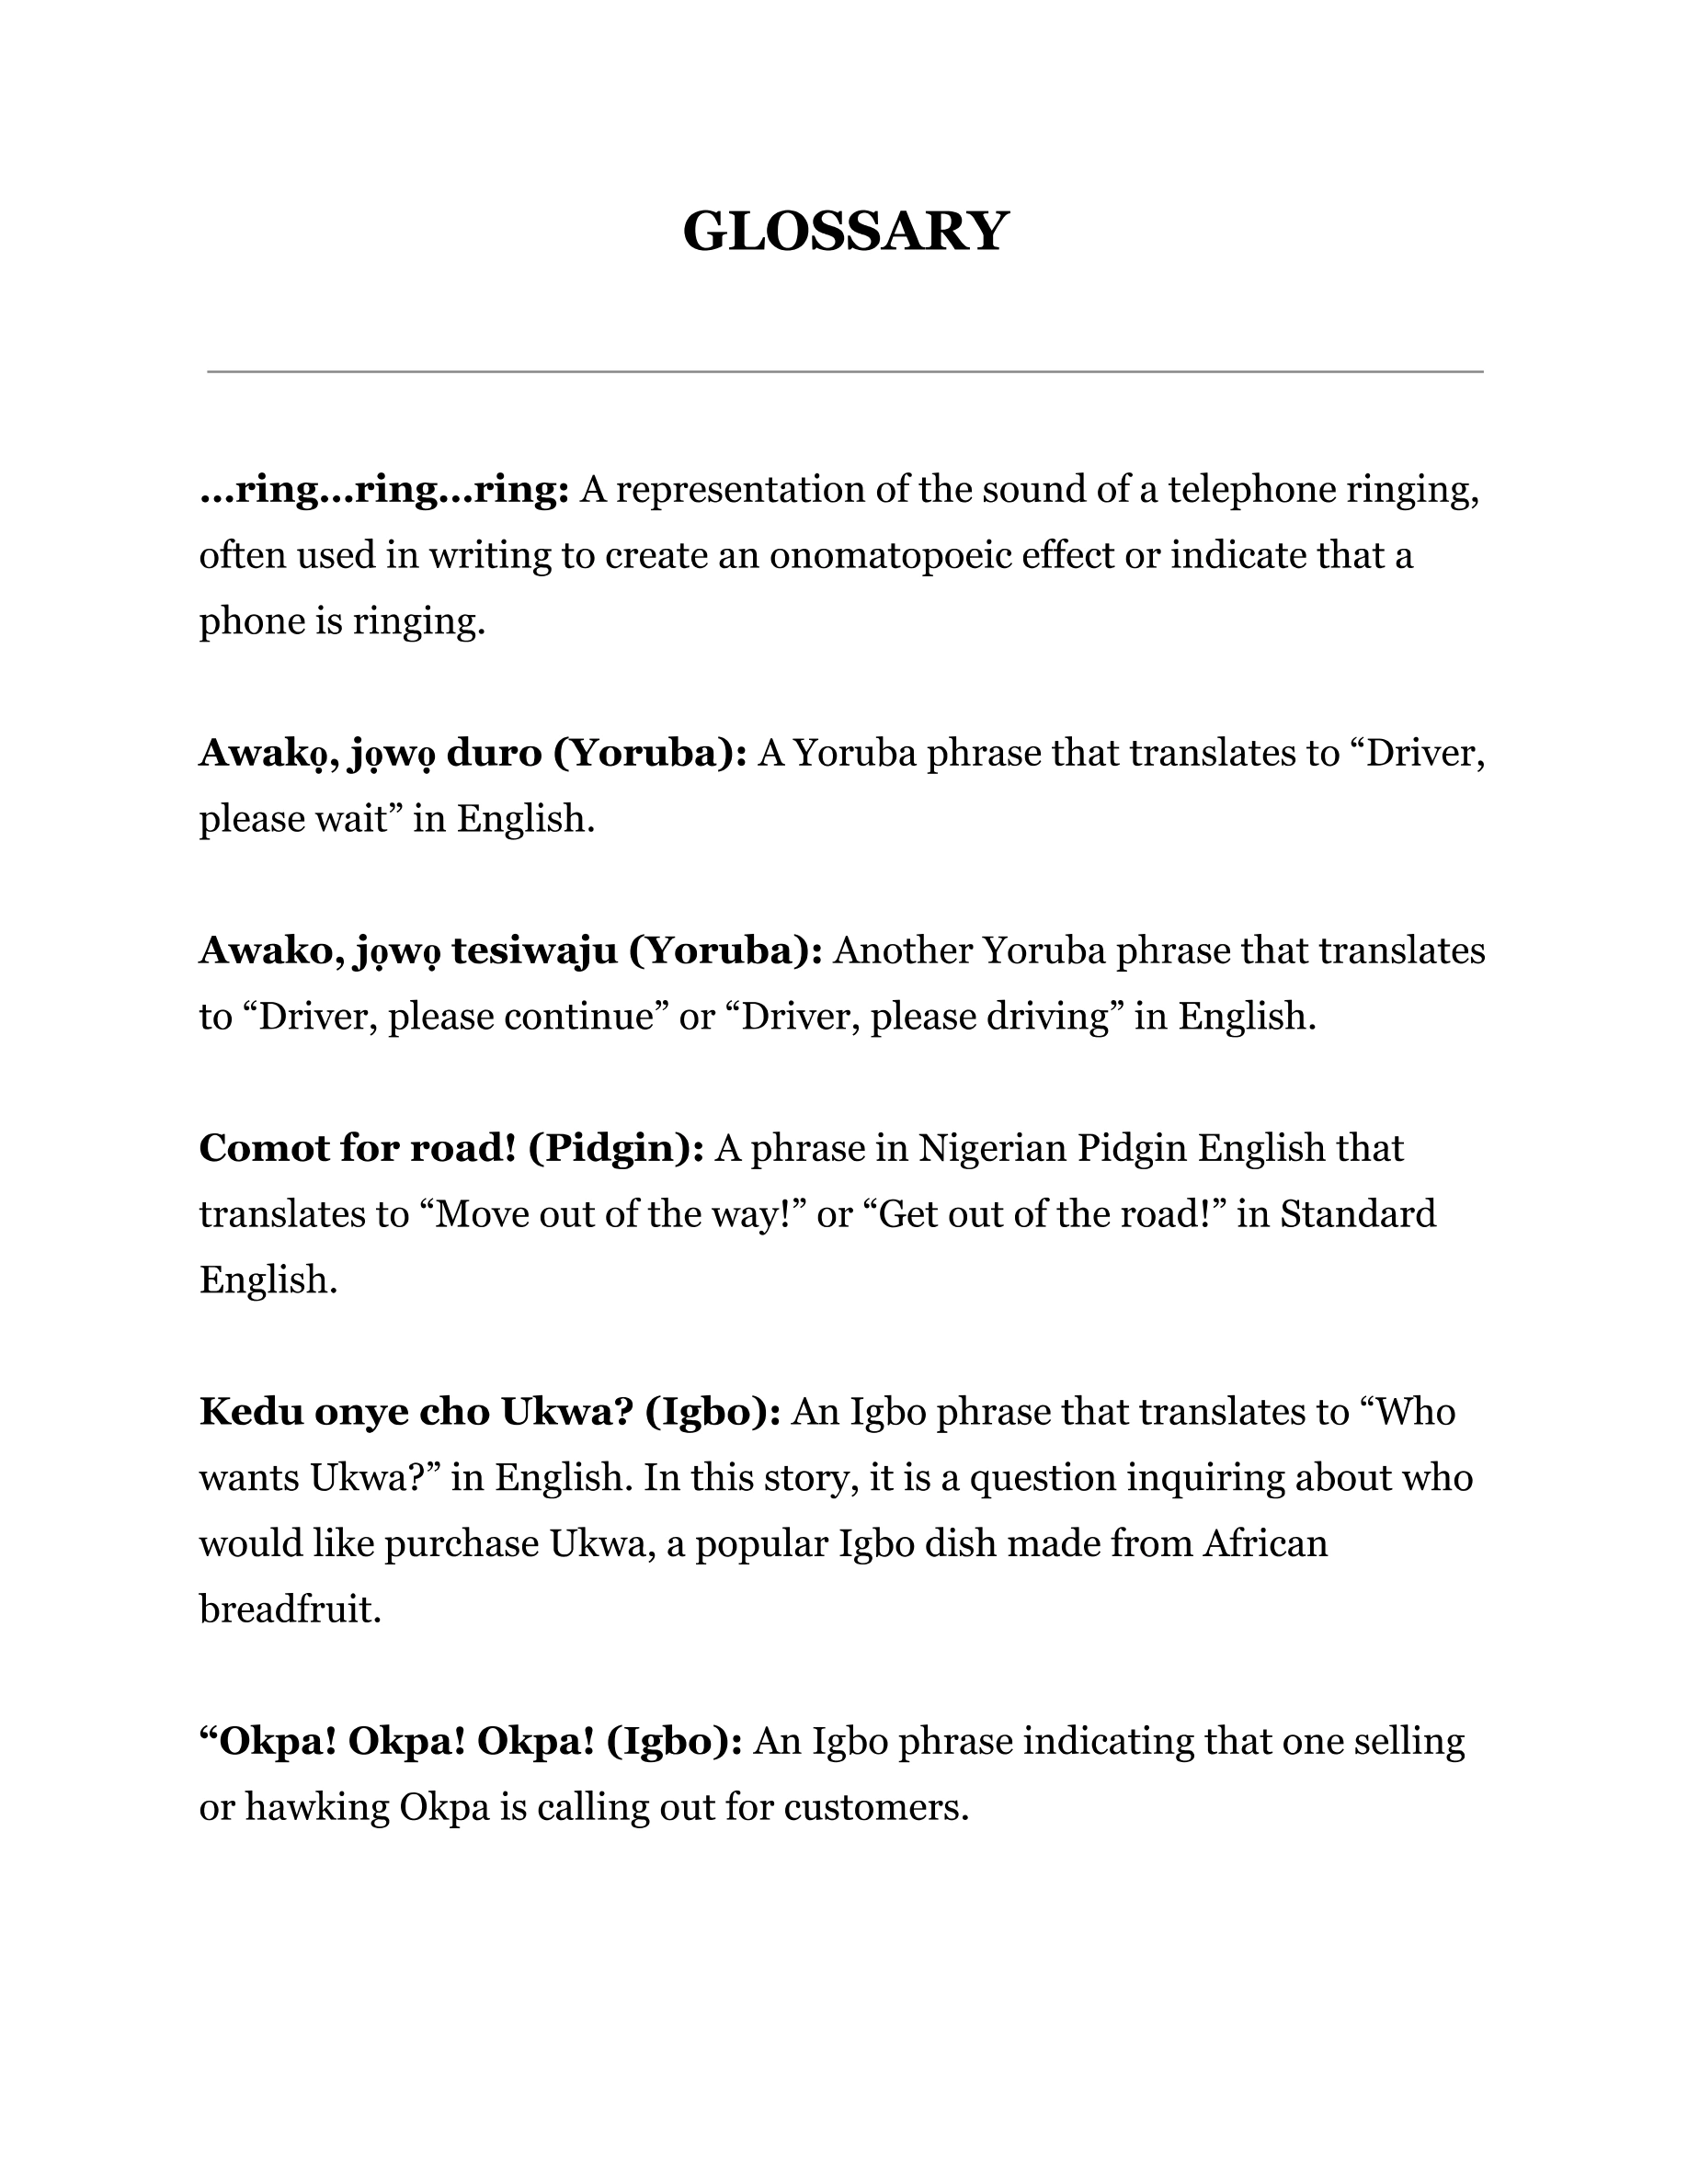 GLOSSARY
...ring...ring...ring: A representation of the sound of a telephone ringing,
often used in writing to create an onomatopoeic effect or indicate that a
phone is ringing.
Awakọ, jọwọ duro (Yoruba): A Yoruba phrase that translates to “Driver,
please wait” in English.
Awako, jọwọ tesiwaju (Yoruba): Another Yoruba phrase that translates
to “Driver, please continue” or “Driver, please driving” in English.
Comot for road! (Pidgin): A phrase in Nigerian Pidgin English that
translates to “Move out of the way!” or “Get out of the road!” in Standard
English.
Kedu onye cho Ukwa? (Igbo): An Igbo phrase that translates to “Who
wants Ukwa?” in English. In this story, it is a question inquiring about who
would like purchase Ukwa, a popular Igbo dish made from African
breadfruit.
“Okpa! Okpa! Okpa! (Igbo): An Igbo phrase indicating that one selling
or hawking Okpa is calling out for customers.